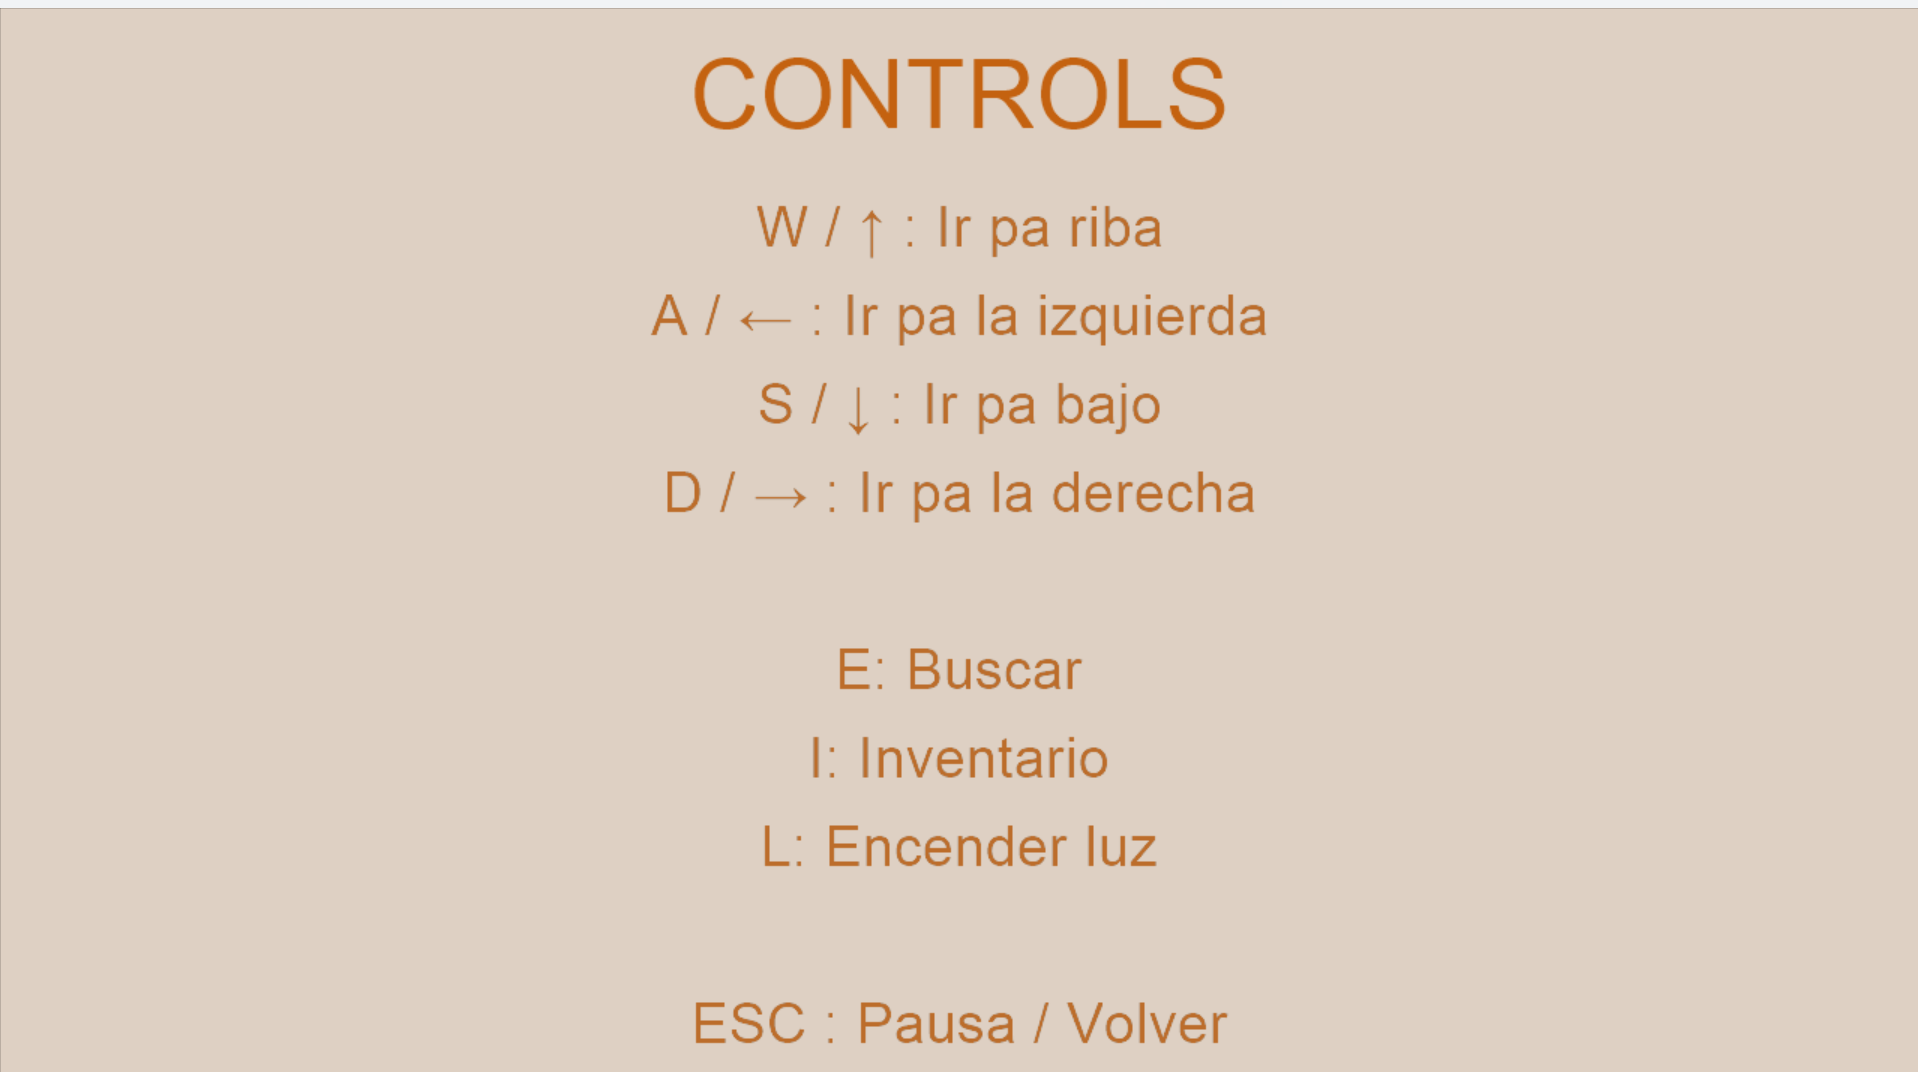 CONTROLS
W / ↑ : Ir pa riba
A / ← : Ir pa la izquierda
S / ↓ : Ir pa bajo
D / → : Ir pa la derecha
E: Buscar
I: Inventario
L: Encender luz
ESC : Pausa / Volver